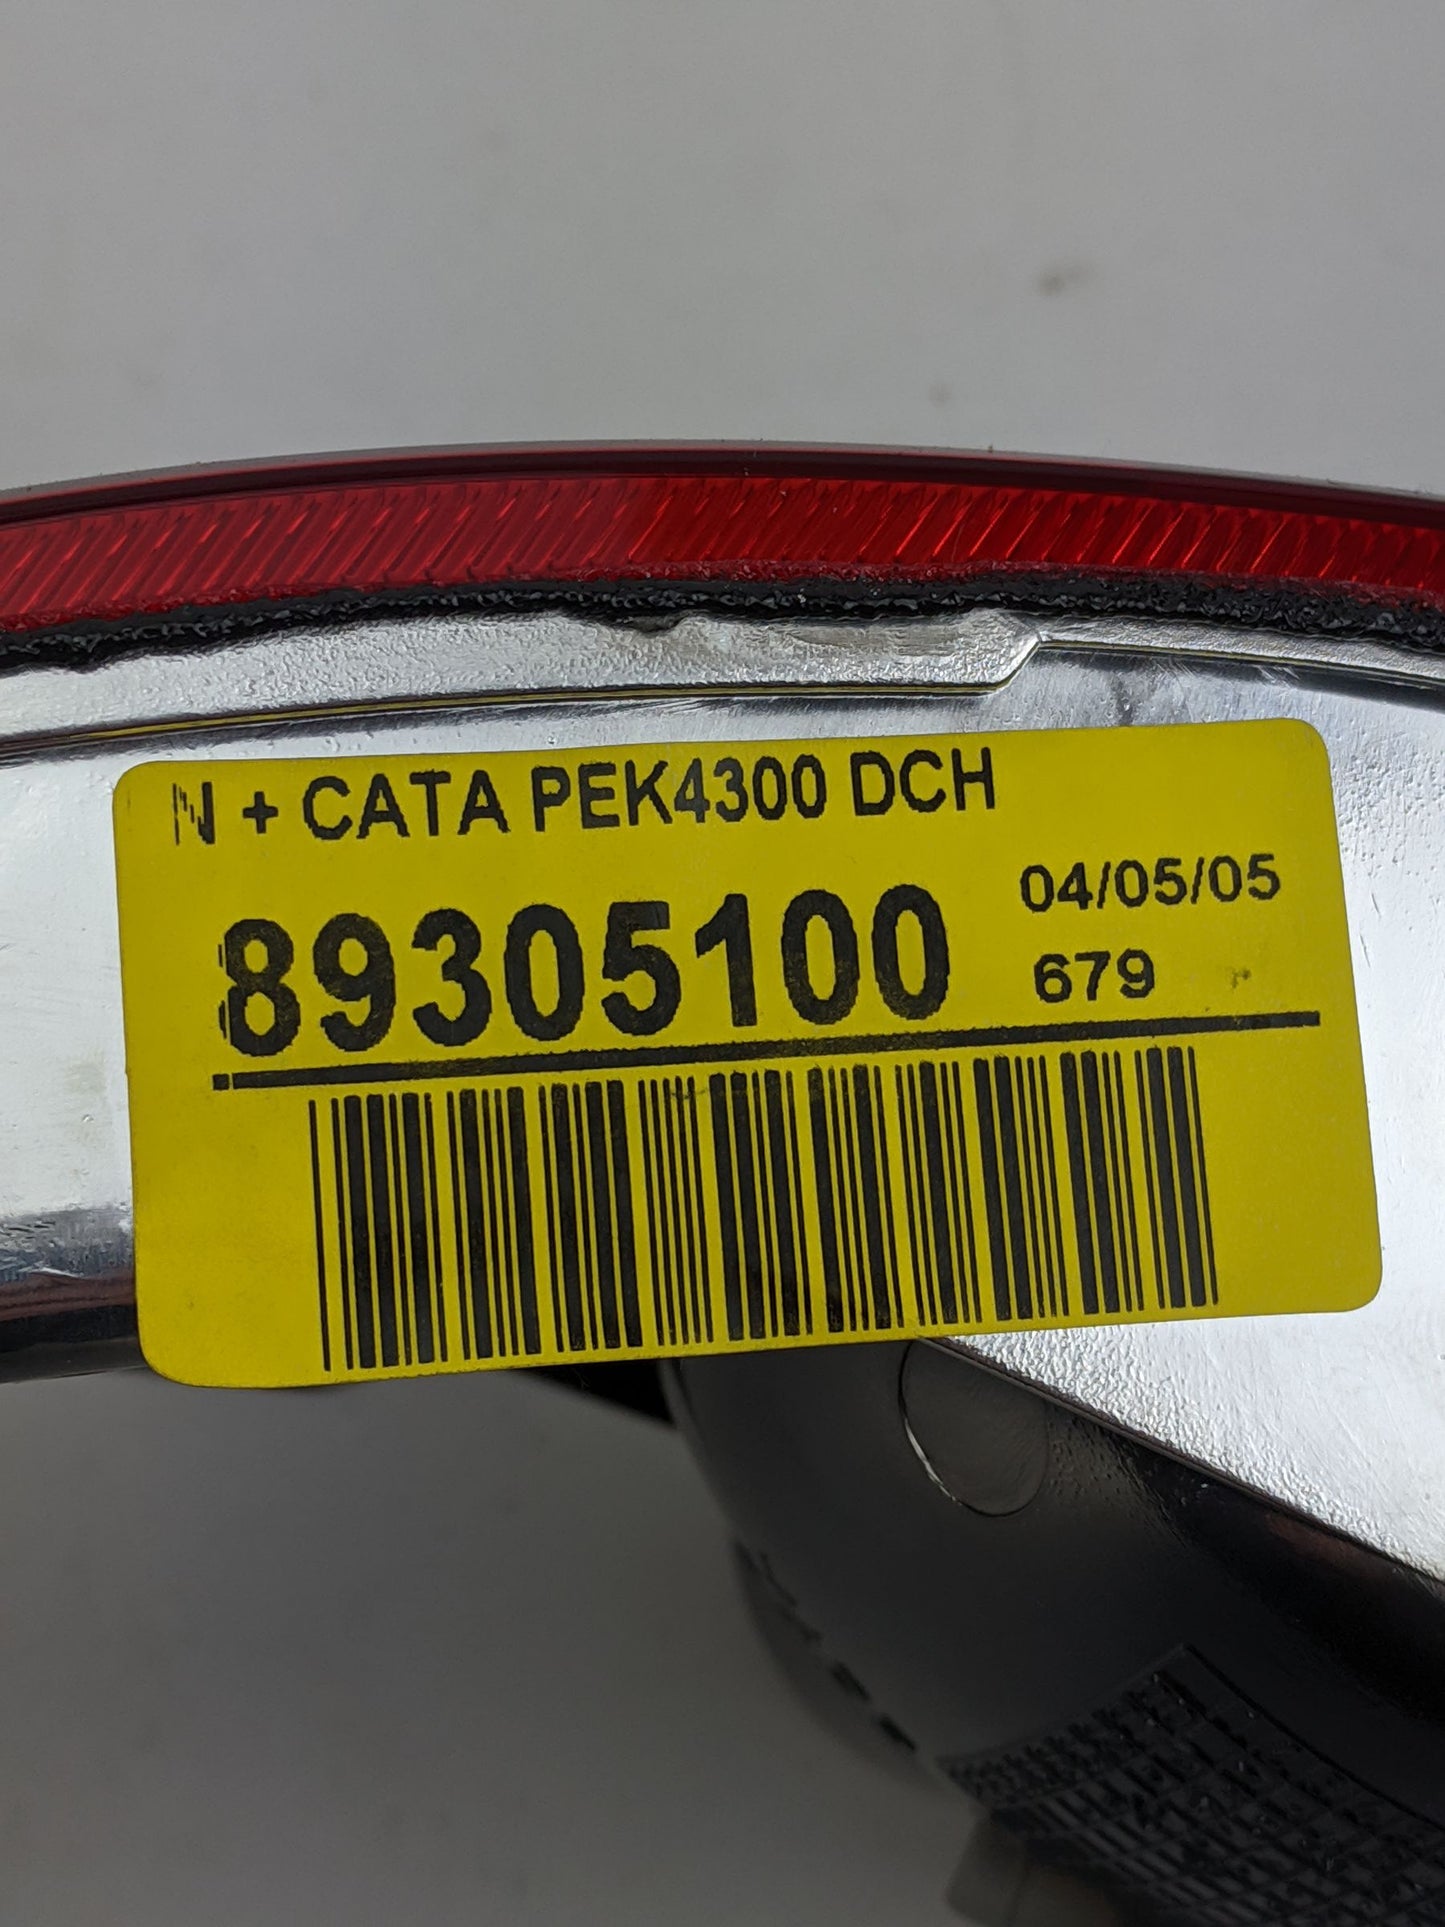 N + CATA PEK4300 DCH
89305100
04/05/05
679